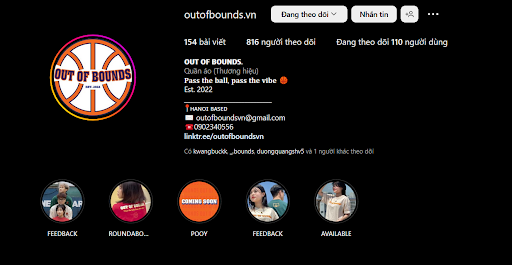 outofbounds.vn
Đang theo dõi
Nhắn tin
154 bài viết
816 người theo dõi
Đang theo dõi 110 người dùng
OUT OF BOUNDS
EST. 2022
OUT OF BOUNDS.
Quần áo (Thương hiệu)
Pass the ball, pass the vibe
Est. 2022
HANOI BASED
outofboundsvn@gmail.com
0902340556
linktr.ee/outofboundsvn
Có kwangbuckk, _.bounds, duongquangshv5 và 1 người khác theo dõi
COMING SOON
FEEDBACK
ROUNDABO...
POOY
FEEDBACK
AVAILABLE